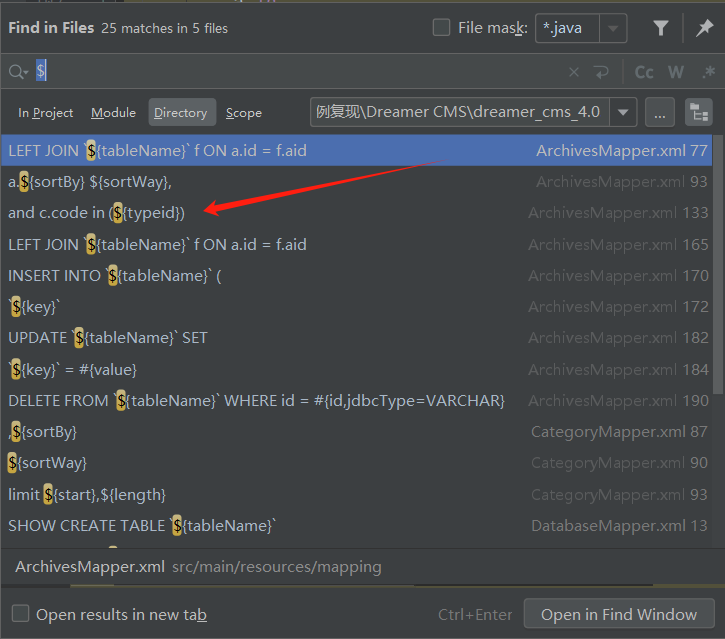 Find in Files 25 matches in 5 files File mask: *.java
$ Cc W .*
In Project Module Directory Scope 例复现\Dreamer CMS\dreamer_cms_4.0 ...
LEFT JOIN `${tableName}` f ON a.id = f.aid ArchivesMapper.xml 77
a.${sortBy} ${sortWay}, ArchivesMapper.xml 93
and c.code in (${typeid}) ArchivesMapper.xml 133
LEFT JOIN `${tableName}` f ON a.id = f.aid ArchivesMapper.xml 165
INSERT INTO `${tableName}` ( ArchivesMapper.xml 170
`${key}` ArchivesMapper.xml 172
UPDATE `${tableName}` SET ArchivesMapper.xml 182
`${key}` = #{value} ArchivesMapper.xml 184
DELETE FROM `${tableName}` WHERE id = #{id,jdbcType=VARCHAR} ArchivesMapper.xml 190
,${sortBy} CategoryMapper.xml 87
${sortWay} CategoryMapper.xml 90
limit ${start},${length} CategoryMapper.xml 93
SHOW CREATE TABLE `${tableName}` DatabaseMapper.xml 13
ArchivesMapper.xml src/main/resources/mapping
Open results in new tab Ctrl+Enter Open in Find Window